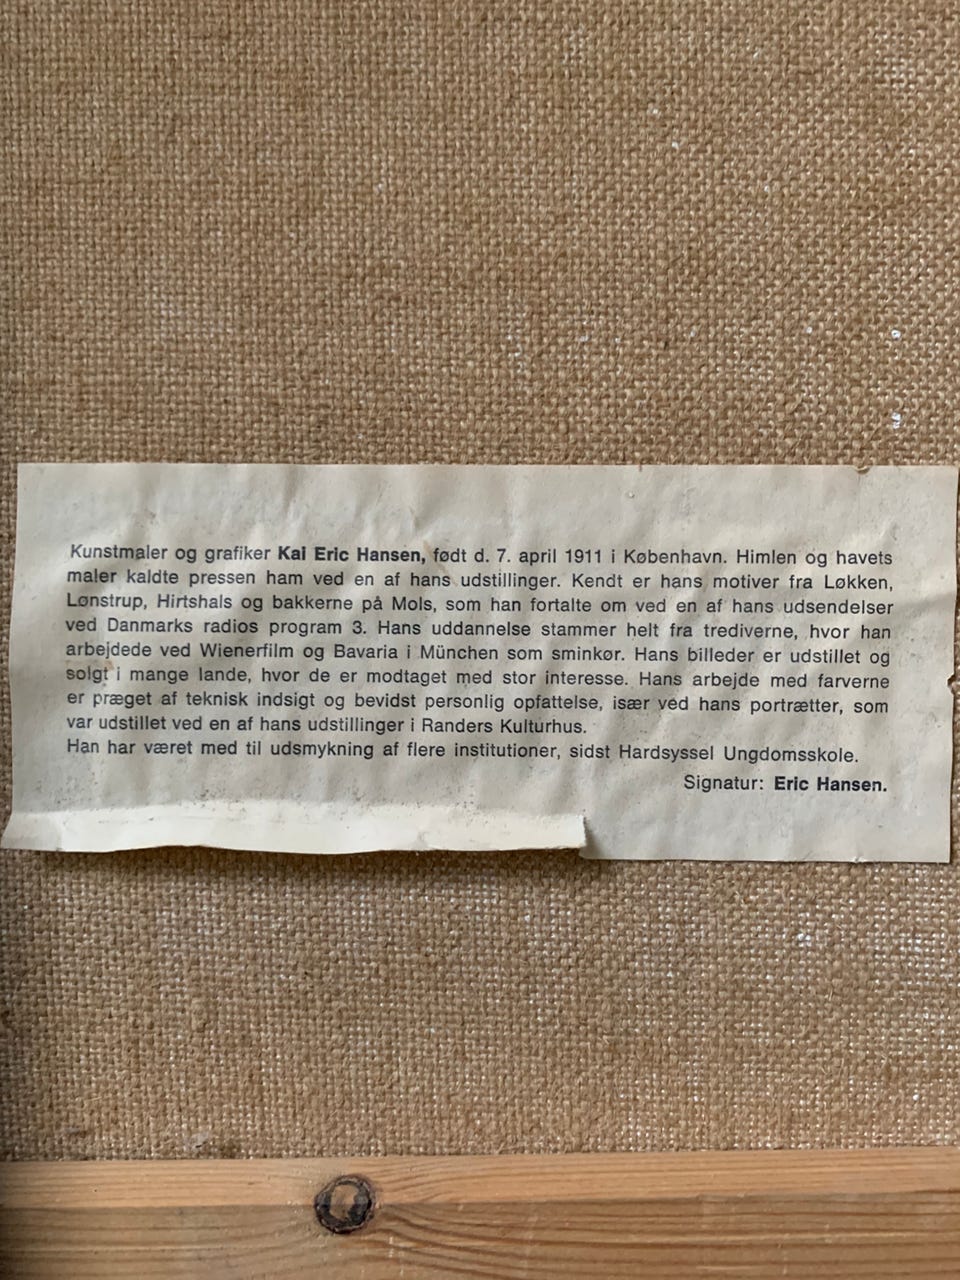 Kunstmaler og grafiker Kai Eric Hansen, født d. 7. april 1911 i København. Himlen og havets
maler kaldte pressen ham ved en af hans udstillinger. Kendt er hans motiver fra Løkken,
Lønstrup, Hirtshals og bakkerne på Mols, som han fortalte om ved en af hans udsendelser
ved Danmarks radios program 3. Hans uddannelse stammer helt fra trediverne, hvor han
arbejdede ved Wienerfilm og Bavaria i München som sminkør. Hans billeder er udstillet og
solgt i mange lande, hvor de er modtaget med stor interesse. Hans arbejde med farverne
er præget af teknisk indsigt og bevidst personlig opfattelse, især ved hans portrætter, som
var udstillet ved en af hans udstillinger i Randers Kulturhus.
Han har været med til udsmykning af flere institutioner, sidst Hardsyssel Ungdomsskole.
Signatur: Eric Hansen.